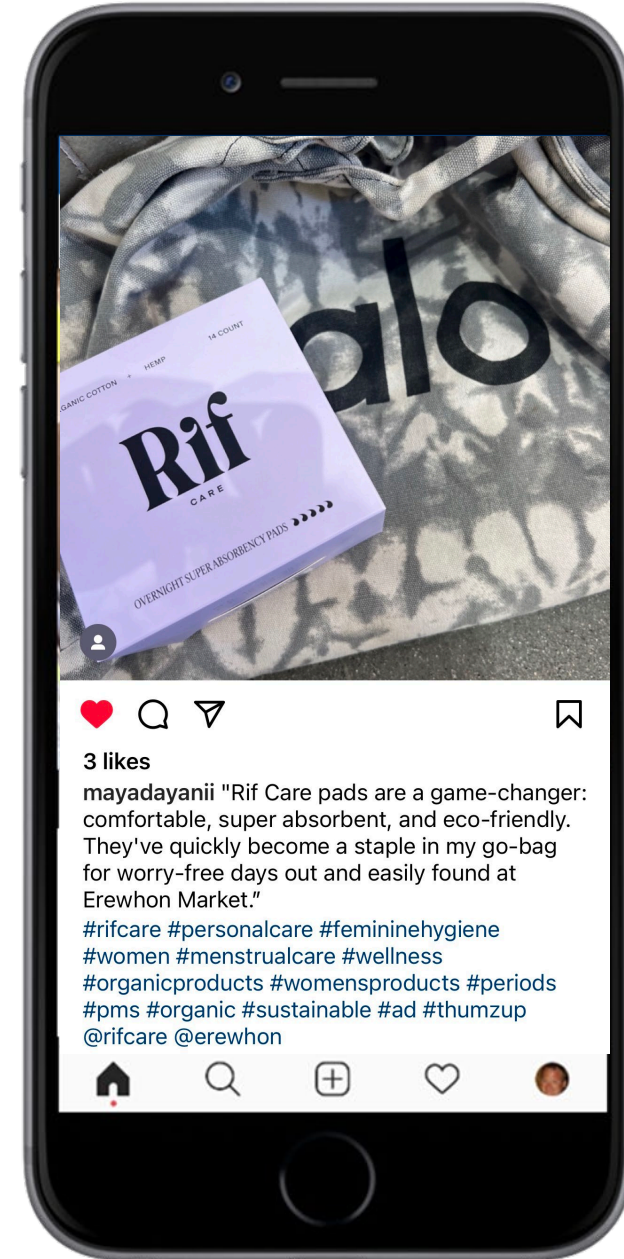 14 COUNT
GANIC COTTON + HEMP
alo
Rif
CARE
OVERNIGHT SUPER ABSORBENCY PADS
3 likes
mayadayanii "Rif Care pads are a game-changer:
comfortable, super absorbent, and eco-friendly.
They've quickly become a staple in my go-bag
for worry-free days out and easily found at
Erewhon Market.”
#rifcare #personalcare #femininehygiene
#women #menstrualcare #wellness
#organicproducts #womensproducts #periods
#pms #organic #sustainable #ad #thumzup
@rifcare @erewhon